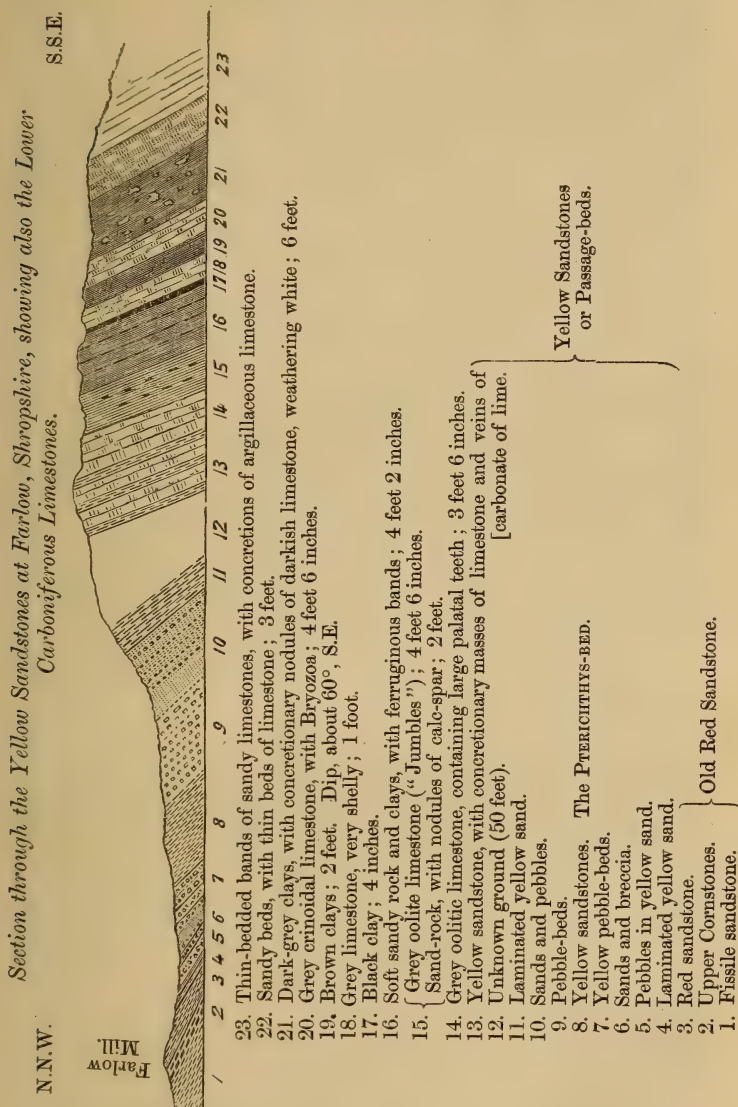 Section through the Yellow Sandstones at Farlow, Shropshire, showing also the Lower
Carboniferous Limestones.
N.N.W.
S.S.E.
Farlow
Mill.
1 2 3 4 5 6 7 8 9 10 11 12 13 14 15 16 17 18 19 20 21 22 23
23. Thin-bedded bands of sandy limestones, with concretions of argillaceous limestone.
22. Sandy beds, with thin beds of limestone; 3 feet.
21. Dark-grey clays, with concretionary nodules of darkish limestone, weathering white; 6 feet.
20. Grey crinoidal limestone, with Bryozoa; 4 feet 6 inches.
19. Brown clays; 2 feet. Dip, about 60°, S.E.
18. Grey limestone, very shelly; 1 foot.
17. Black clay; 4 inches.
16. Soft sandy rock and clays, with ferruginous bands; 4 feet 2 inches.
15. { Grey oolite limestone ("Jumbles"); 4 feet 6 inches.
Sand-rock, with nodules of calc-spar; 2 feet.
14. Grey oolitic limestone, containing large palatal teeth; 3 feet 6 inches.
13. Yellow sandstone, with concretionary masses of limestone and veins of
12. Unknown ground (50 feet). [carbonate of lime.
11. Laminated yellow sand.
10. Sands and pebbles.
9. Pebble-beds.
8. Yellow sandstones. The PTERICHTHYS-BED.
7. Yellow pebble-beds.
6. Sands and breccia.
5. Pebbles in yellow sand.
4. Laminated yellow sand.
Yellow Sandstones
or Passage-beds.
3. Red sandstone.
2. Upper Cornstones. } Old Red Sandstone.
1. Fissile sandstone.